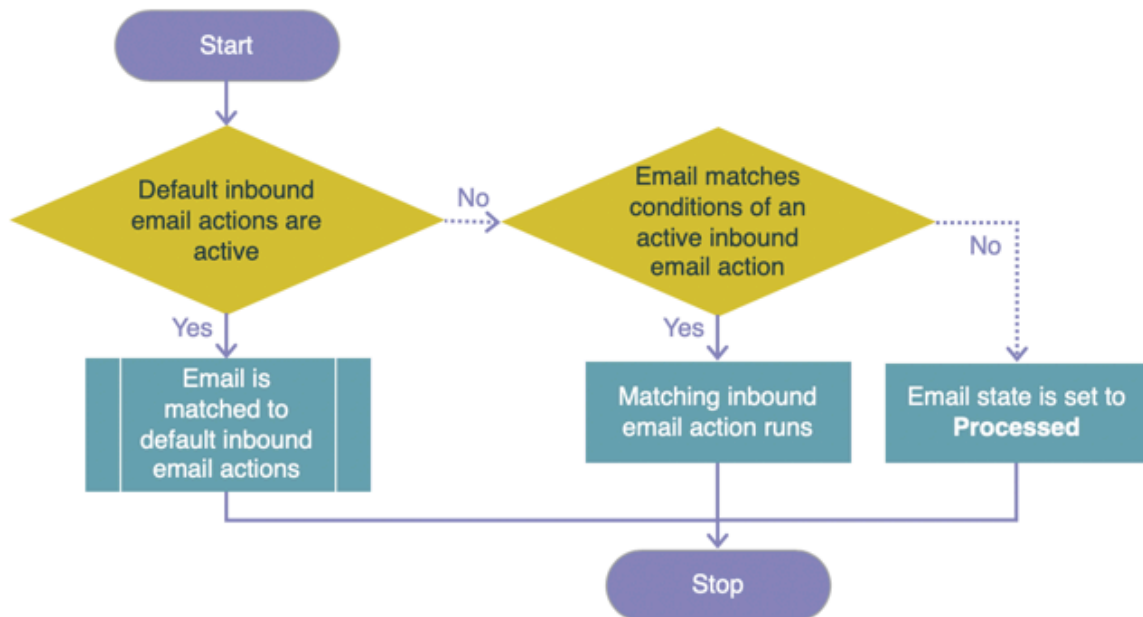 Start
Default inbound
email actions are
active
No
Email matches
conditions of an
active inbound
email action
No
Yes
Yes
Email is
matched to
default inbound
email actions
Matching inbound
email action runs
Email state is set to
Processed
Stop